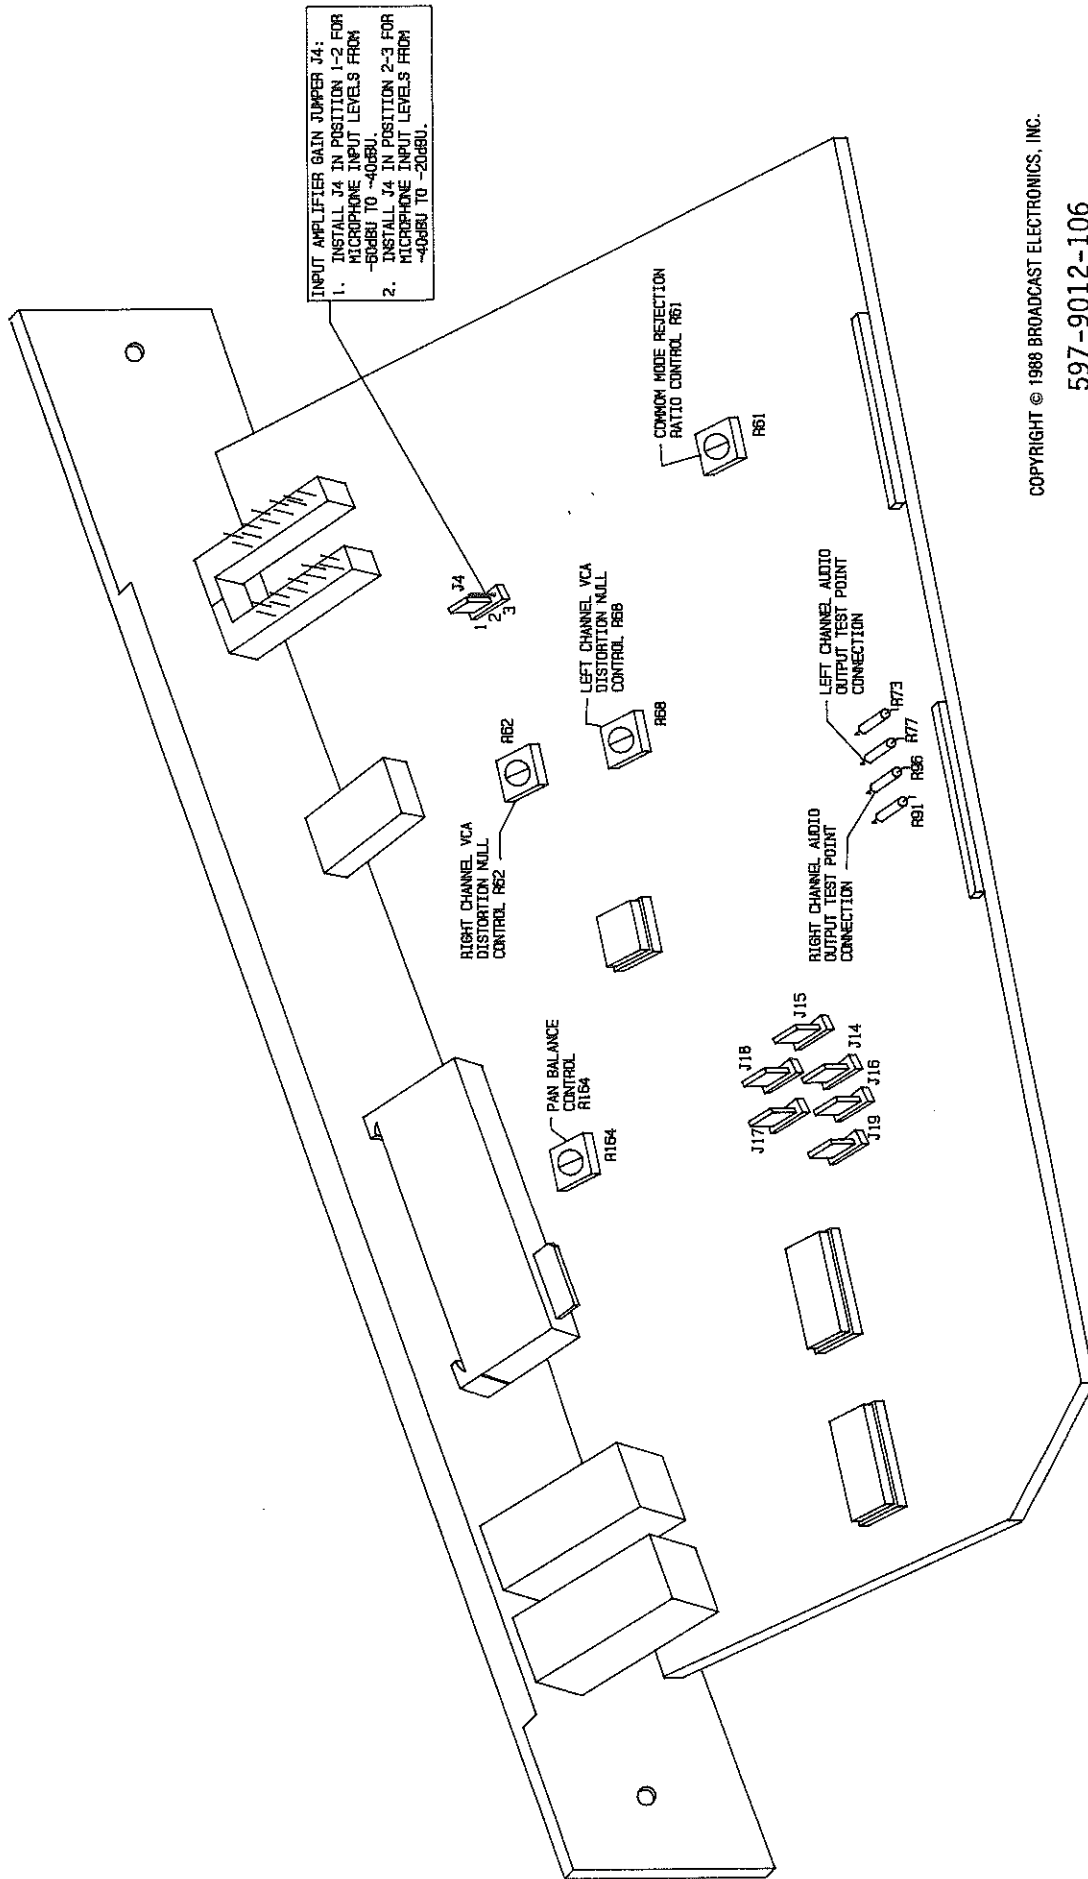 INPUT AMPLIFIER GAIN JUMPER J4:
1. INSTALL J4 IN POSITION 1-2 FOR
MICROPHONE INPUT LEVELS FROM
-60dBU TO -40dBU.
2. INSTALL J4 IN POSITION 2-3 FOR
MICROPHONE INPUT LEVELS FROM
-40dBU TO -20dBU.
J4
1
2
3
COMMON MODE REJECTION
RATIO CONTROL R61
R61
RIGHT CHANNEL VCA
DISTORTION NULL
CONTROL R62
R62
LEFT CHANNEL VCA
DISTORTION NULL
CONTROL R68
R68
PAN BALANCE
CONTROL
R164
R164
LEFT CHANNEL AUDIO
OUTPUT TEST POINT
CONNECTION
RIGHT CHANNEL AUDIO
OUTPUT TEST POINT
CONNECTION
R91
R96
R77
R73
J17
J18
J15
J19
J16
J14
COPYRIGHT © 1988 BROADCAST ELECTRONICS, INC.
597-9012-106